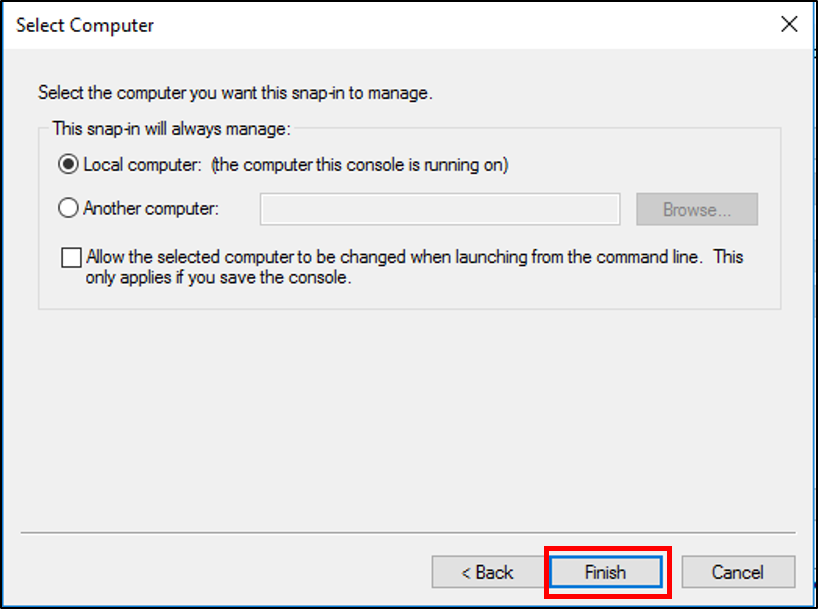 Select Computer
Select the computer you want this snap-in to manage.
This snap-in will always manage:
Local computer:  (the computer this console is running on)
Another computer:
Browse...
Allow the selected computer to be changed when launching from the command line.  This
only applies if you save the console.
< Back
Finish
Cancel